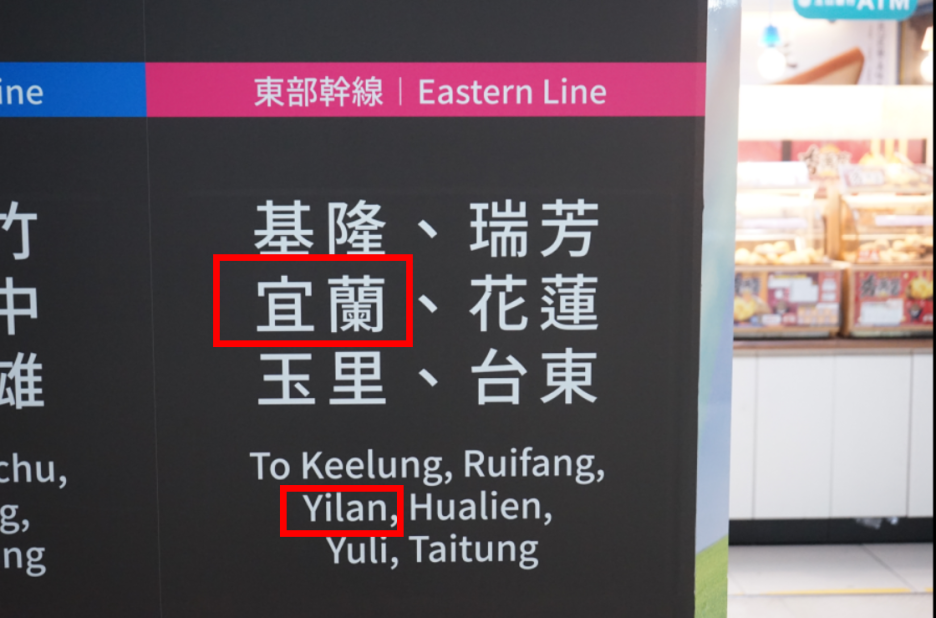 ATM
ine
東部幹線｜Eastern Line
竹
基隆、瑞芳
中
宜蘭、花蓮
雄
玉里、台東
chu,
To Keelung, Ruifang,
g,
Yilan, Hualien,
ng
Yuli, Taitung